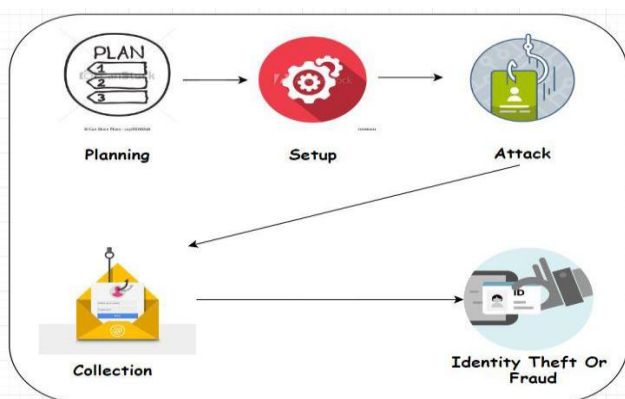 PLAN
1
2
3
Planning
Setup
Attack
Collection
ID
Identity Theft Or
Fraud